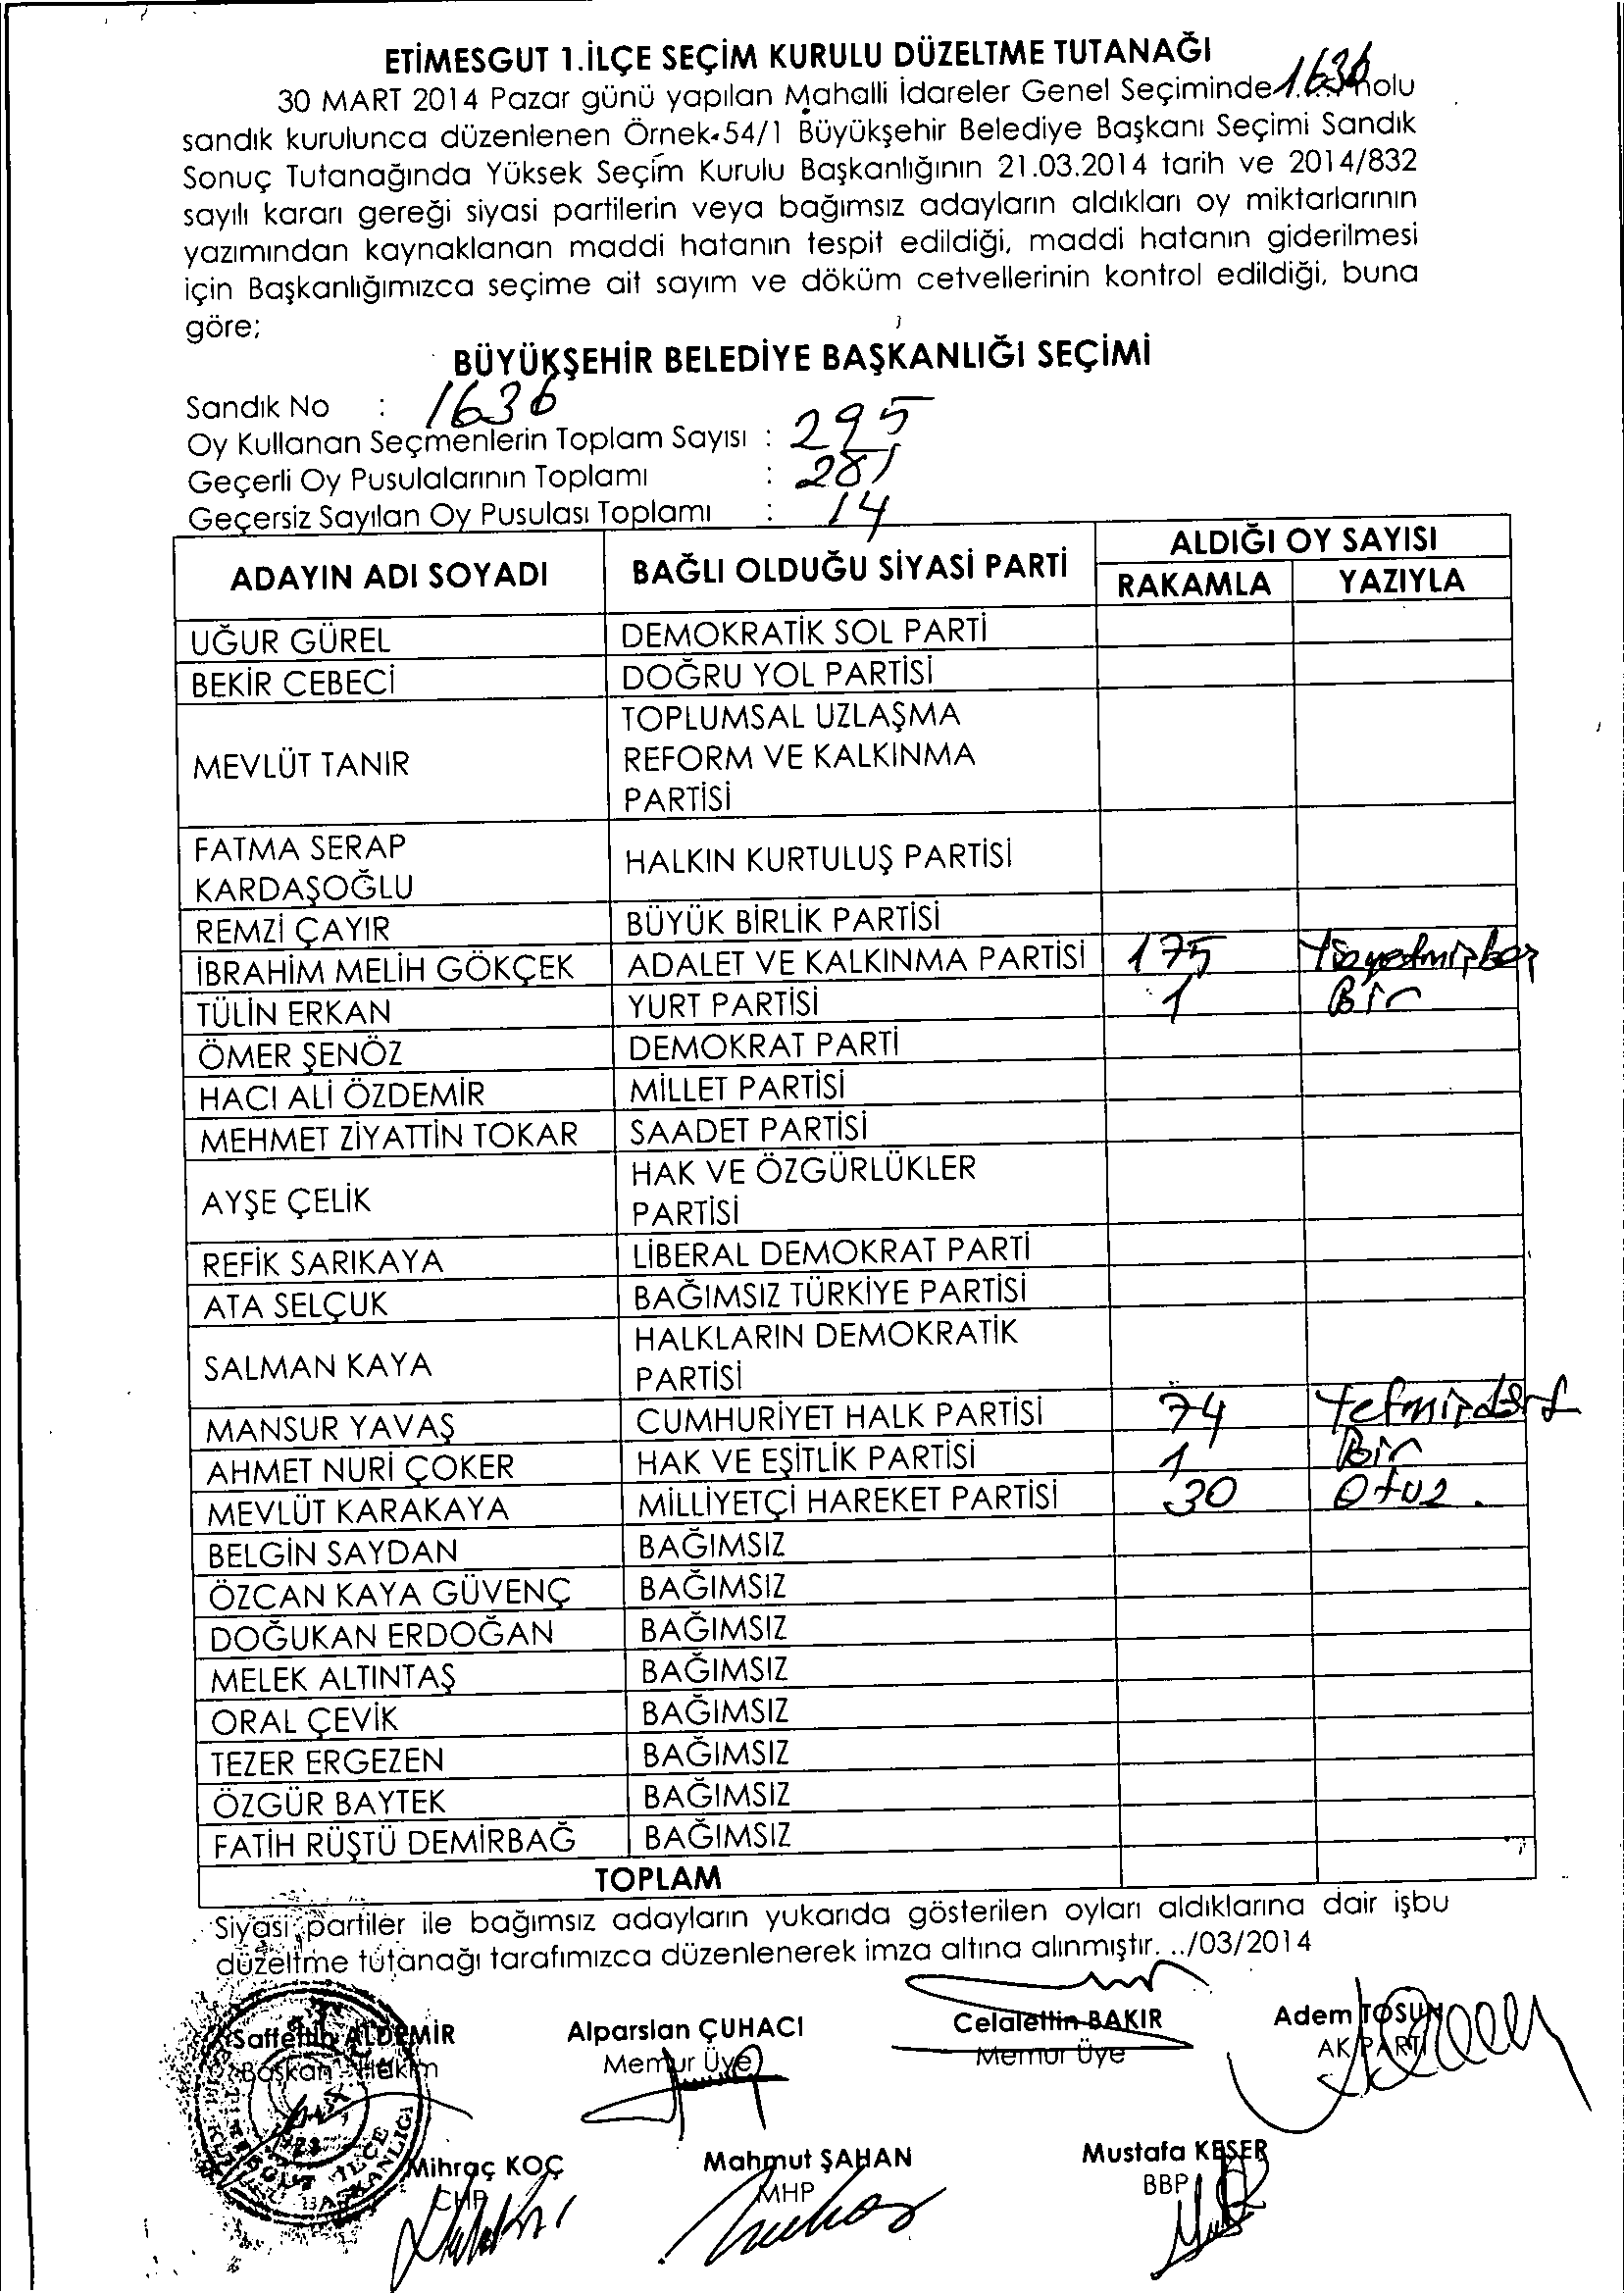 ETİMESGUT 1.İLÇE SEÇİM KURULU DÜZELTME TUTANAĞI
30 MART 2014 Pazar günü yapılan Mahalli İdareler Genel Seçiminde 1636 nolu
sandık kurulunca düzenlenen Örnek-54/1 Büyükşehir Belediye Başkanı Seçimi Sandık
Sonuç Tutanağında Yüksek Seçim Kurulu Başkanlığının 21.03.2014 tarih ve 2014/832
sayılı kararı gereği siyasi partilerin veya bağımsız adayların aldıkları oy miktarlarının
yazımından kaynaklanan maddi hatanın tespit edildiği, maddi hatanın giderilmesi
için Başkanlığımızca seçime ait sayım ve döküm cetvellerinin kontrol edildiği, buna
göre;
BÜYÜKŞEHİR BELEDİYE BAŞKANLIĞI SEÇİMİ
Sandık No : 1636
Oy Kullanan Seçmenlerin Toplam Sayısı : 295
Geçerli Oy Pusulalarının Toplamı : 281
Geçersiz Sayılan Oy Pusulası Toplamı : 14
ADAYIN ADI SOYADI BAĞLI OLDUĞU SİYASİ PARTİ ALDIĞI OY SAYISI
RAKAMLA YAZIYLA
UĞUR GÜREL DEMOKRATİK SOL PARTİ
BEKİR CEBECİ DOĞRU YOL PARTİSİ
MEVLÜT TANIR TOPLUMSAL UZLAŞMA
REFORM VE KALKINMA
PARTİSİ
FATMA SERAP
KARDAŞOĞLU HALKIN KURTULUŞ PARTİSİ
REMZİ ÇAYIR BÜYÜK BİRLİK PARTİSİ
İBRAHİM MELİH GÖKÇEK ADALET VE KALKINMA PARTİSİ 175 Yüzyetmişbeş
TÜLİN ERKAN YURT PARTİSİ 1 Bir
ÖMER ŞENÖZ DEMOKRAT PARTİ
HACI ALİ ÖZDEMİR MİLLET PARTİSİ
MEHMET ZİYATTİN TOKAR SAADET PARTİSİ
AYŞE ÇELİK HAK VE ÖZGÜRLÜKLER
PARTİSİ
REFİK SARIKAYA LİBERAL DEMOKRAT PARTİ
ATA SELÇUK BAĞIMSIZ TÜRKİYE PARTİSİ
SALMAN KAYA HALKLARIN DEMOKRATİK
PARTİSİ
MANSUR YAVAŞ CUMHURİYET HALK PARTİSİ 74 Yetmişdört
AHMET NURİ ÇOKER HAK VE EŞİTLİK PARTİSİ 1 Bir
MEVLÜT KARAKAYA MİLLİYETÇİ HAREKET PARTİSİ 30 Otuz.
BELGİN SAYDAN BAĞIMSIZ
ÖZCAN KAYA GÜVENÇ BAĞIMSIZ
DOĞUKAN ERDOĞAN BAĞIMSIZ
MELEK ALTINTAŞ BAĞIMSIZ
ORAL ÇEVİK BAĞIMSIZ
TEZER ERGEZEN BAĞIMSIZ
ÖZGÜR BAYTEK BAĞIMSIZ
FATİH RÜŞTÜ DEMİRBAĞ BAĞIMSIZ
TOPLAM
Siyasi partiler ile bağımsız adayların yukarıda gösterilen oyları aldıklarına dair işbu
düzeltme tutanağı tarafımızca düzenlenerek imza altına alınmıştır. ../03/2014
Saffettin ALDEMİR Alparslan ÇUHACI Celalettin BAKIR Adem TOSUN
Başkan - Hakim Memur Üye Memur Üye AK PARTİ
Mihraç KOÇ Mahmut ŞAHAN Mustafa KESER
CHP MHP BBP